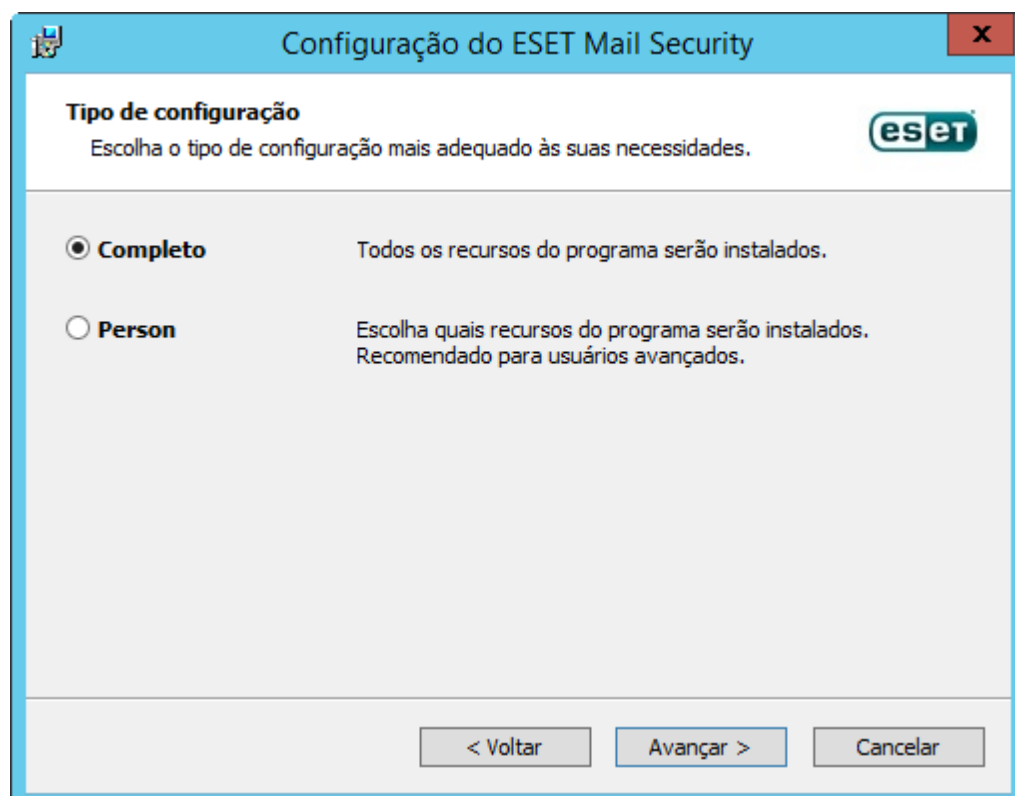 Configuração do ESET Mail Security
x
Tipo de configuração
Escolha o tipo de configuração mais adequado às suas necessidades.
eseT
Completo
Todos os recursos do programa serão instalados.
Person
Escolha quais recursos do programa serão instalados.
Recomendado para usuários avançados.
< Voltar
Avançar >
Cancelar